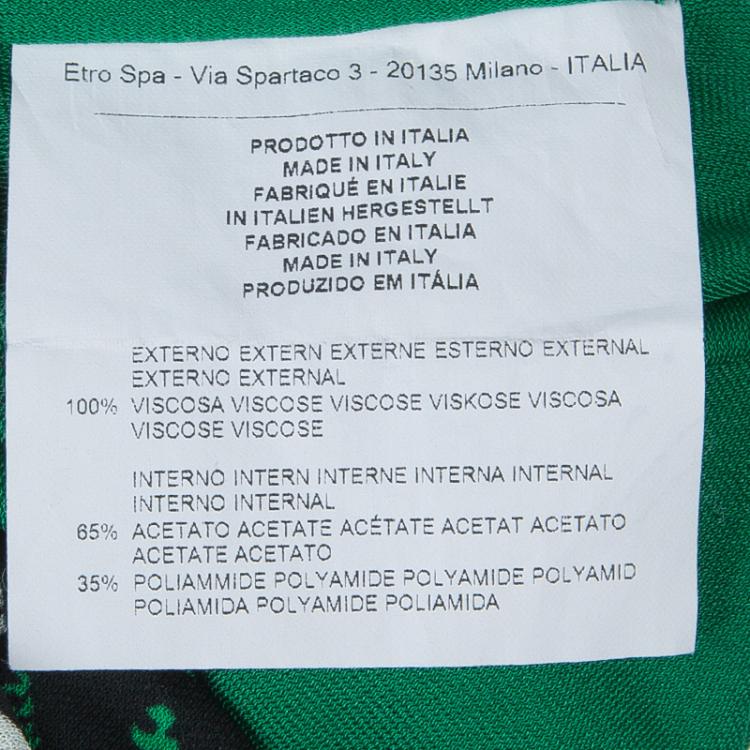 Etro Spa - Via Spartaco 3 - 20135 Milano - ITALIA
PRODOTTO IN ITALIA
MADE IN ITALY
FABRIQUÉ EN ITALIE
IN ITALIEN HERGESTELLT
FABRICADO EN ITALIA
MADE IN ITALY
PRODUZIDO EM ITÁLIA
EXTERNO EXTERN EXTERNE ESTERNO EXTERNAL
EXTERNO EXTERNAL
100% VISCOSA VISCOSE VISCOSE VISKOSE VISCOSA
VISCOSE VISCOSE
INTERNO INTERN INTERNE INTERNA INTERNAL
INTERNO INTERNAL
65% ACETATO ACETATE ACÉTATE ACETAT ACETATO
ACETATE ACETATO
35% POLIAMMIDE POLYAMIDE POLYAMIDE POLYAMID
POLIAMIDA POLYAMIDE POLIAMIDA